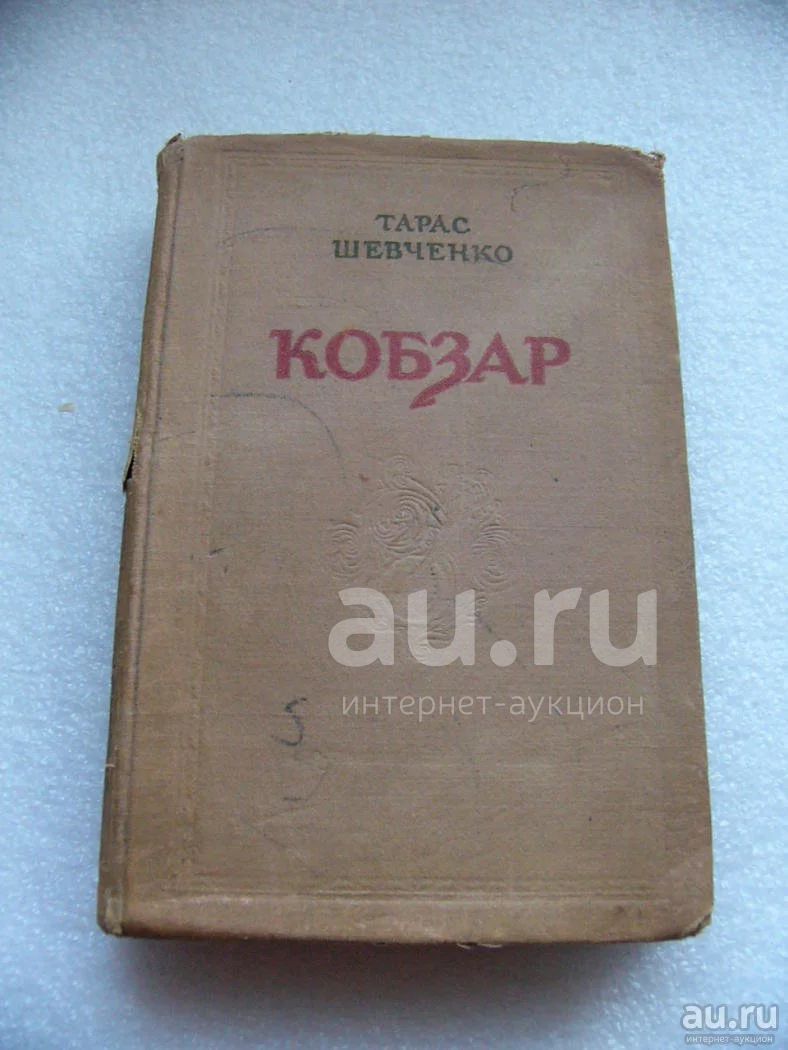 ТАРАС
ШЕВЧЕНКО
КОБЗАР
au.ru
интернет-аукцион
au.ru
интернет-аукцион